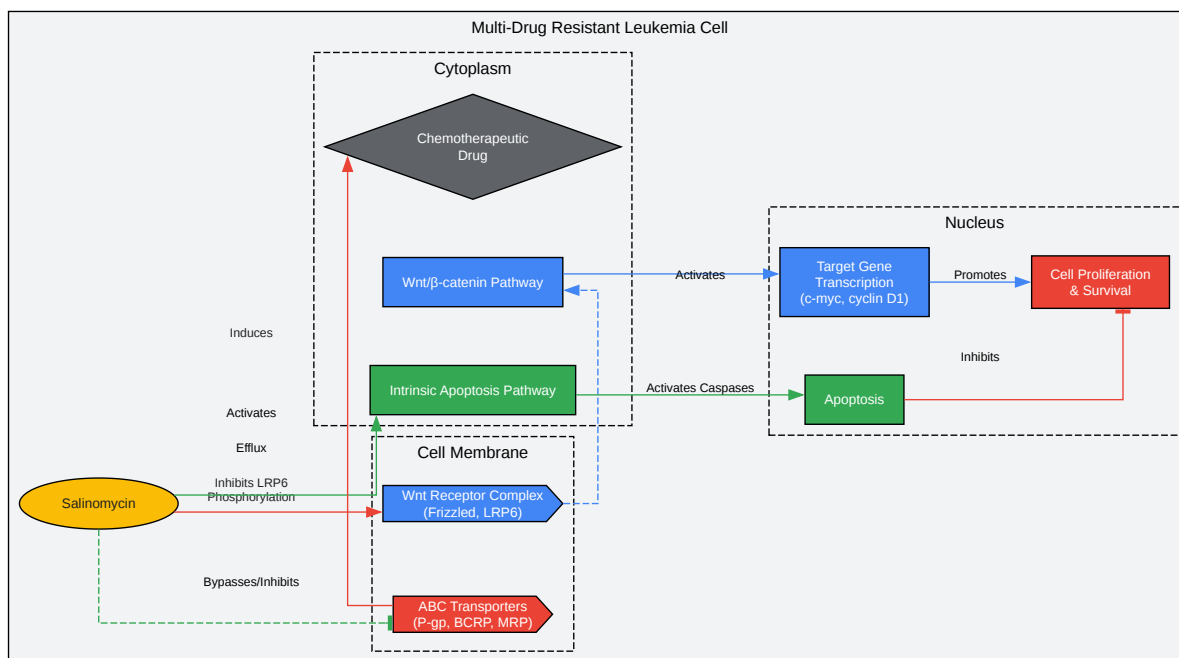 Multi-Drug Resistant Leukemia Cell
Cytoplasm
Chemotherapeutic
Drug
Nucleus
Wnt/β-catenin Pathway
Activates
Target Gene
Transcription
(c-myc, cyclin D1)
Promotes
Cell Proliferation
& Survival
Induces
Inhibits
Intrinsic Apoptosis Pathway
Activates Caspases
Apoptosis
Activates
Efflux
Cell Membrane
Inhibits LRP6
Phosphorylation
Salinomycin
Wnt Receptor Complex
(Frizzled, LRP6)
Bypasses/Inhibits
ABC Transporters
(P-gp, BCRP, MRP)